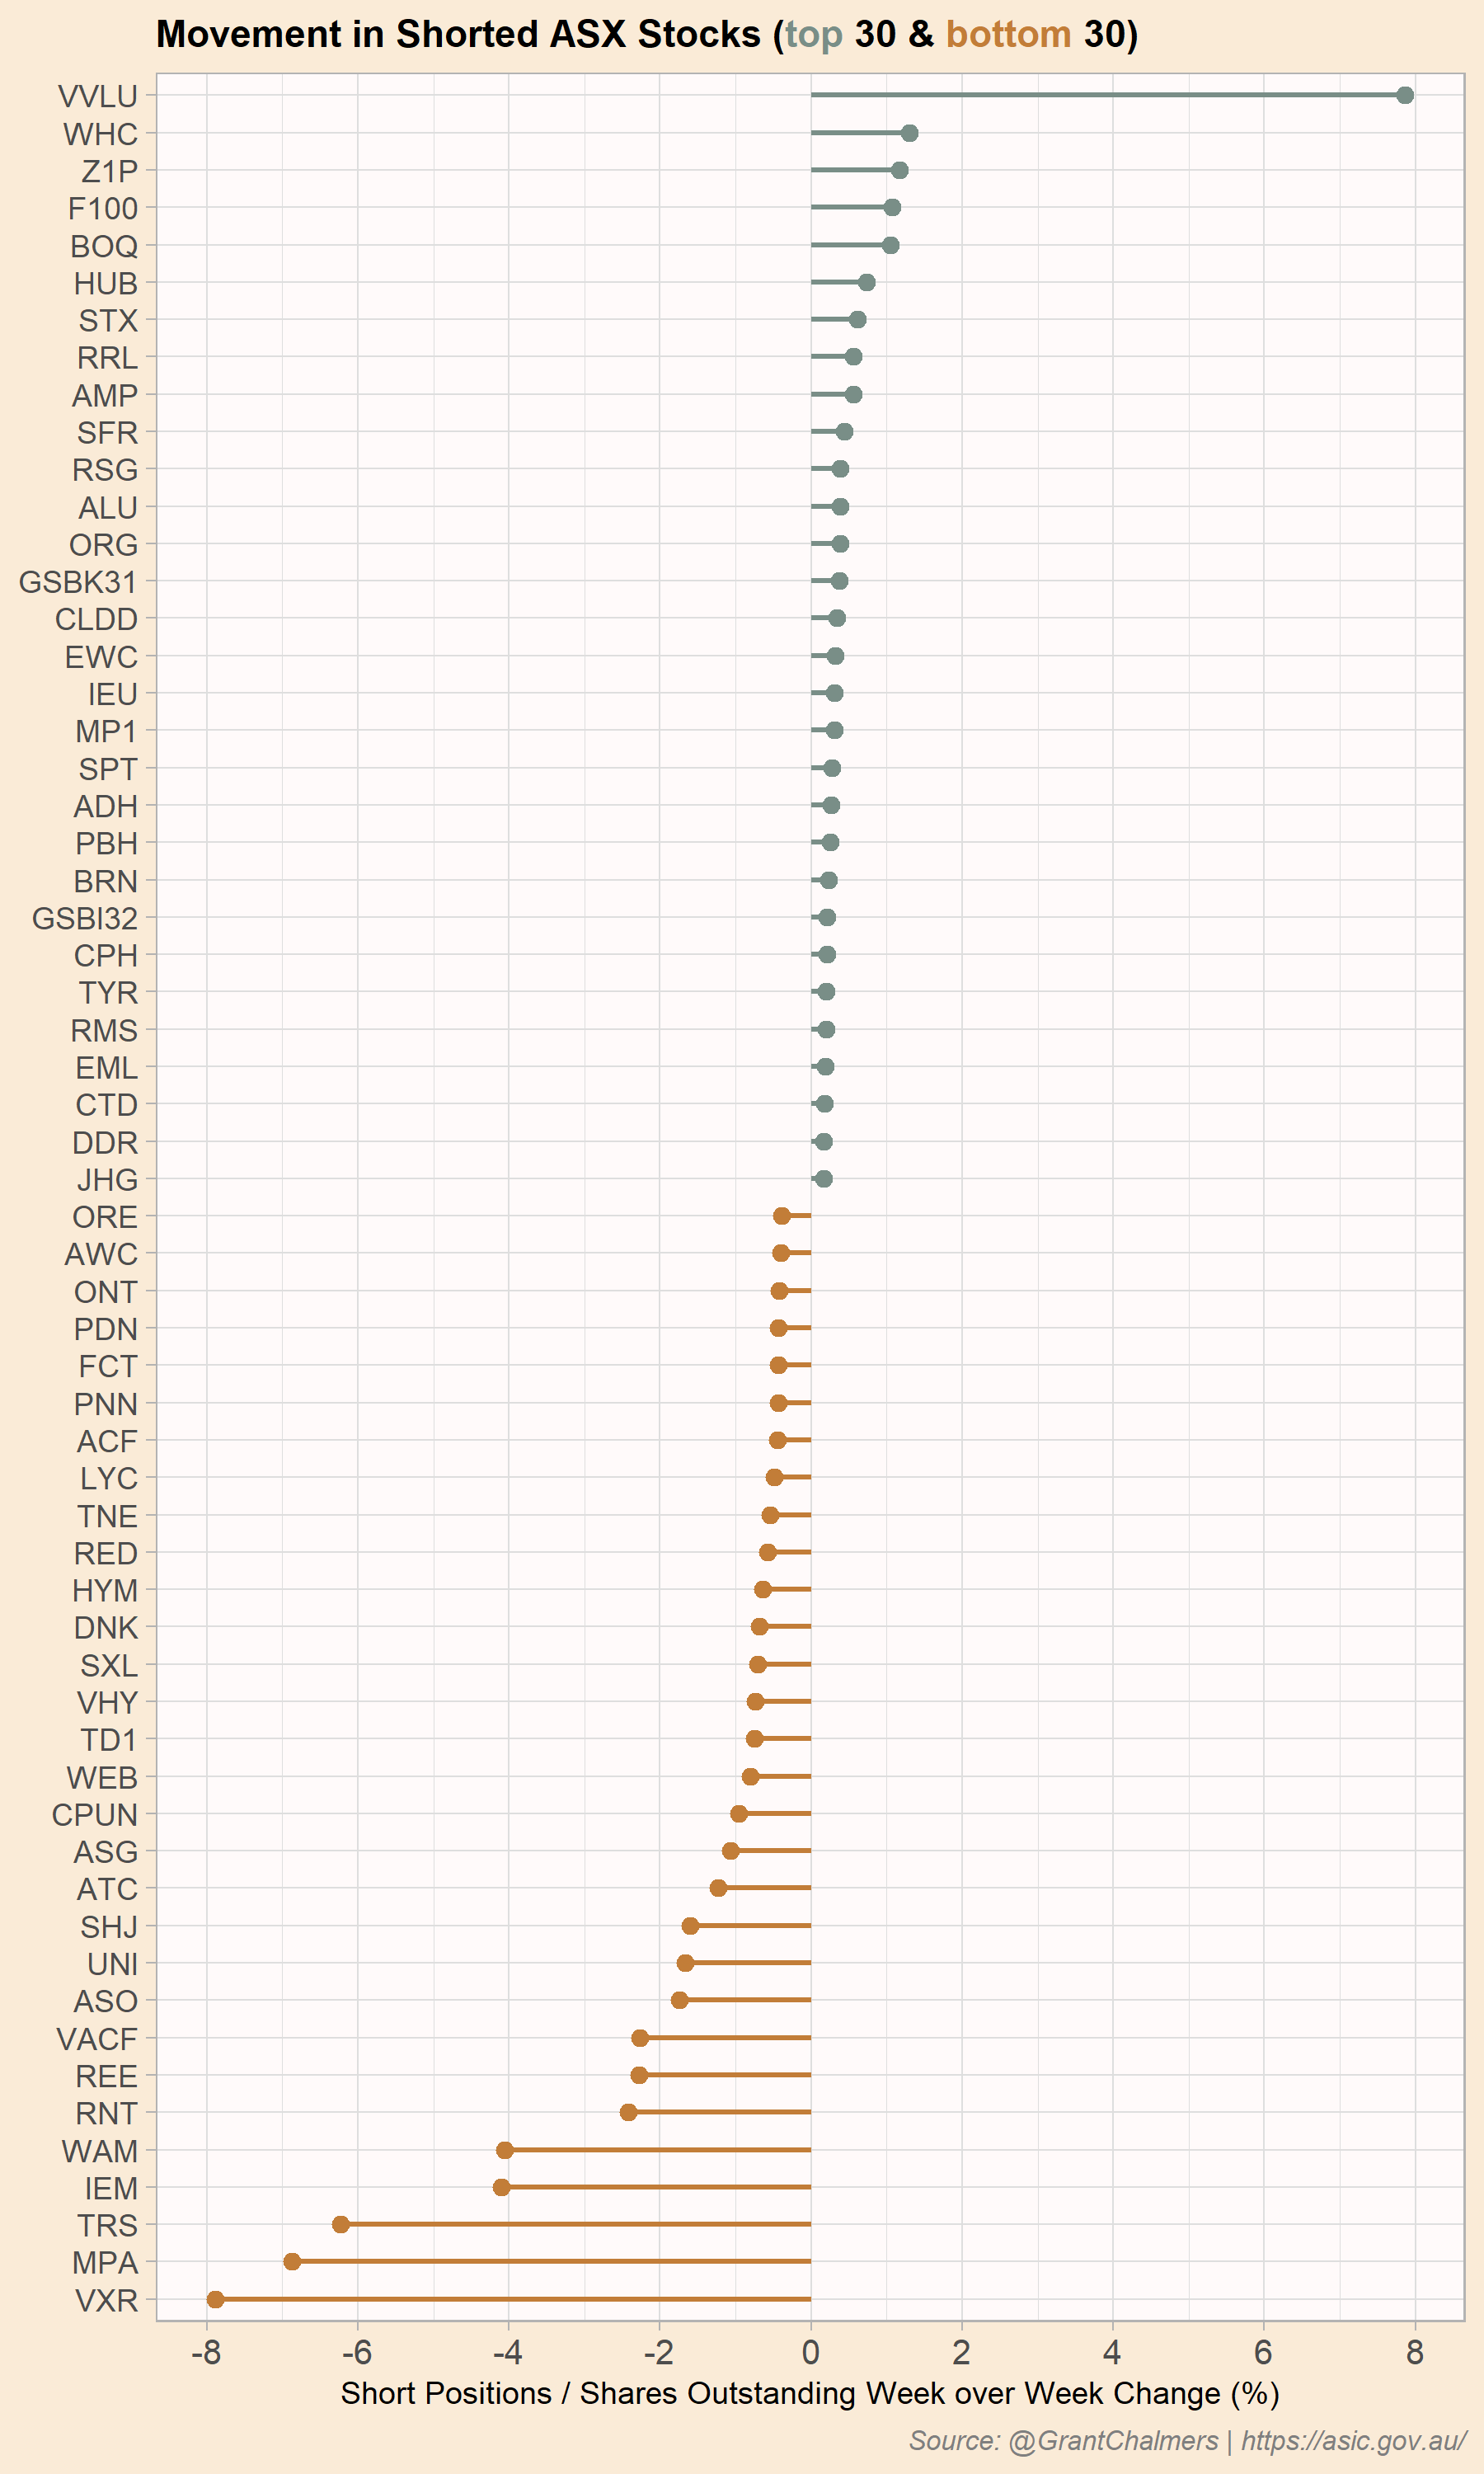 Movement in Shorted ASX Stocks (top 30 & bottom 30)
VVLU
WHC
Z1P
F100
BOQ
HUB
STX
RRL
AMP
SFR
RSG
ALU
ORG
GSBK31
CLDD
EWC
IEU
MP1
SPT
ADH
PBH
BRN
GSBI32
CPH
TYR
RMS
EML
CTD
DDR
JHG
ORE
AWC
ONT
PDN
FCT
PNN
ACF
LYC
TNE
RED
HYM
DNK
SXL
VHY
TD1
WEB
CPUN
ASG
ATC
SHJ
UNI
ASO
VACF
REE
RNT
WAM
IEM
TRS
MPA
VXR
-8 -6 -4 -2 0 2 4 6 8
Short Positions / Shares Outstanding Week over Week Change (%)
Source: @GrantChalmers | https://asic.gov.au/